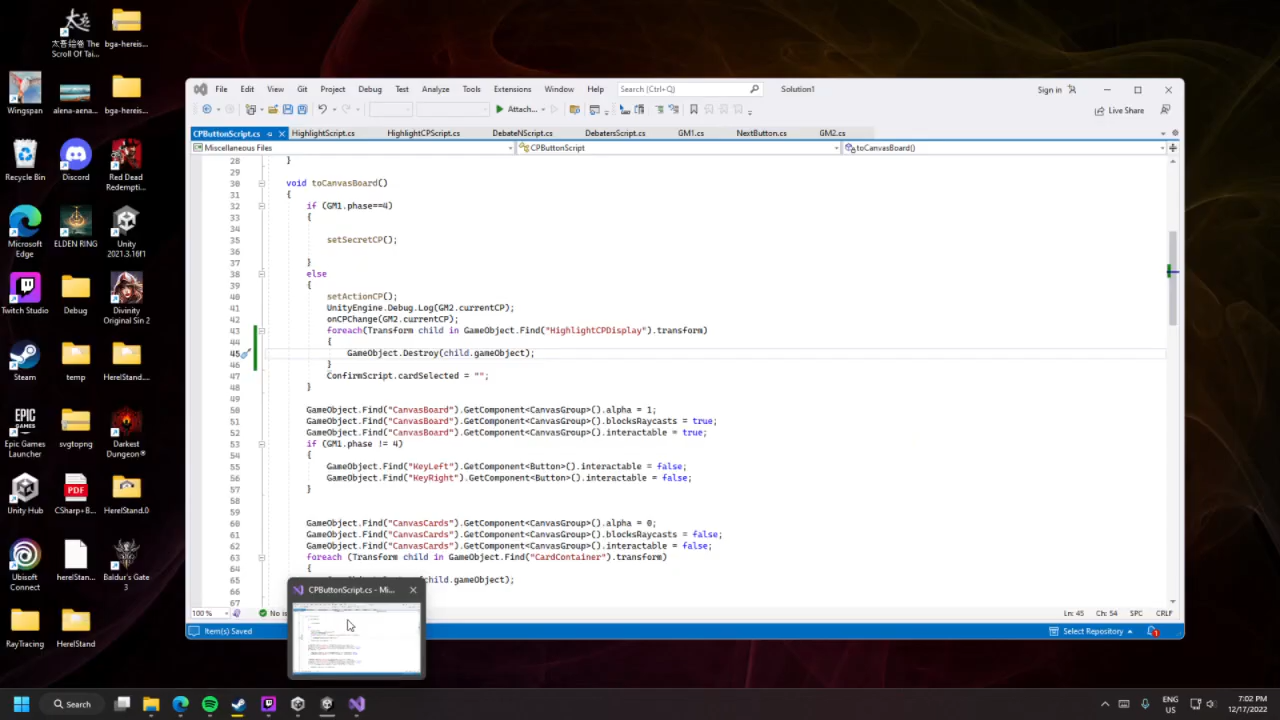 太吾绘卷 The Scroll Of Tai...
bga-hereis...
Wingspan
alena-aena...
bga-hereis...
Recycle Bin
Discord
Red Dead Redempti...
Microsoft Edge
ELDEN RING
Unity 2021.3.16f1
Twitch Studio
Debug
Divinity Original Sin 2
Steam
temp
HereIStand....
Epic Games Launcher
svgtopng
Darkest Dungeon®
Unity Hub
CSharp+B...
HereIStand.0
Ubisoft Connect
hereIStan...
Baldur's Gate 3
RayTracing
HereIStand
File Edit View Git Project Debug Test Analyze Tools Extensions Window Help Search (Ctrl+Q) Solution1 Sign in
Attach...
Live Share
CPButtonScript.cs HighlightScript.cs HighlightCPScript.cs DebateNScript.cs DebatersScript.cs GM1.cs NextButton.cs GM2.cs
Miscellaneous Files CPButtonScript toCanvasBoard()
28 }
29
30 void toCanvasBoard()
31 {
32 if (GM1.phase==4)
33 {
34
35 setSecretCP();
36
37 }
38 else
39 {
40 setActionCP();
41 UnityEngine.Debug.Log(GM2.currentCP);
42 onCPChange(GM2.currentCP);
43 foreach(Transform child in GameObject.Find("HighlightCPDisplay").transform)
44 {
45 GameObject.Destroy(child.gameObject);
46 }
47 ConfirmScript.cardSelected = "";
48 }
49
50 GameObject.Find("CanvasBoard").GetComponent<CanvasGroup>().alpha = 1;
51 GameObject.Find("CanvasBoard").GetComponent<CanvasGroup>().blocksRaycasts = true;
52 GameObject.Find("CanvasBoard").GetComponent<CanvasGroup>().interactable = true;
53 if (GM1.phase != 4)
54 {
55 GameObject.Find("KeyLeft").GetComponent<Button>().interactable = false;
56 GameObject.Find("KeyRight").GetComponent<Button>().interactable = false;
57 }
58
59
60 GameObject.Find("CanvasCards").GetComponent<CanvasGroup>().alpha = 0;
61 GameObject.Find("CanvasCards").GetComponent<CanvasGroup>().blocksRaycasts = false;
62 GameObject.Find("CanvasCards").GetComponent<CanvasGroup>().interactable = false;
63 foreach (Transform child in GameObject.Find("CardContainer").transform)
64 {
65 child.gameObject);
66
67
CPButtonScript.cs - Mi...
100 % No is Ln: 45 Ch: 54 SPC CRLF
Item(s) Saved Select Repository 1
Search ENG US 7:02 PM 12/17/2022